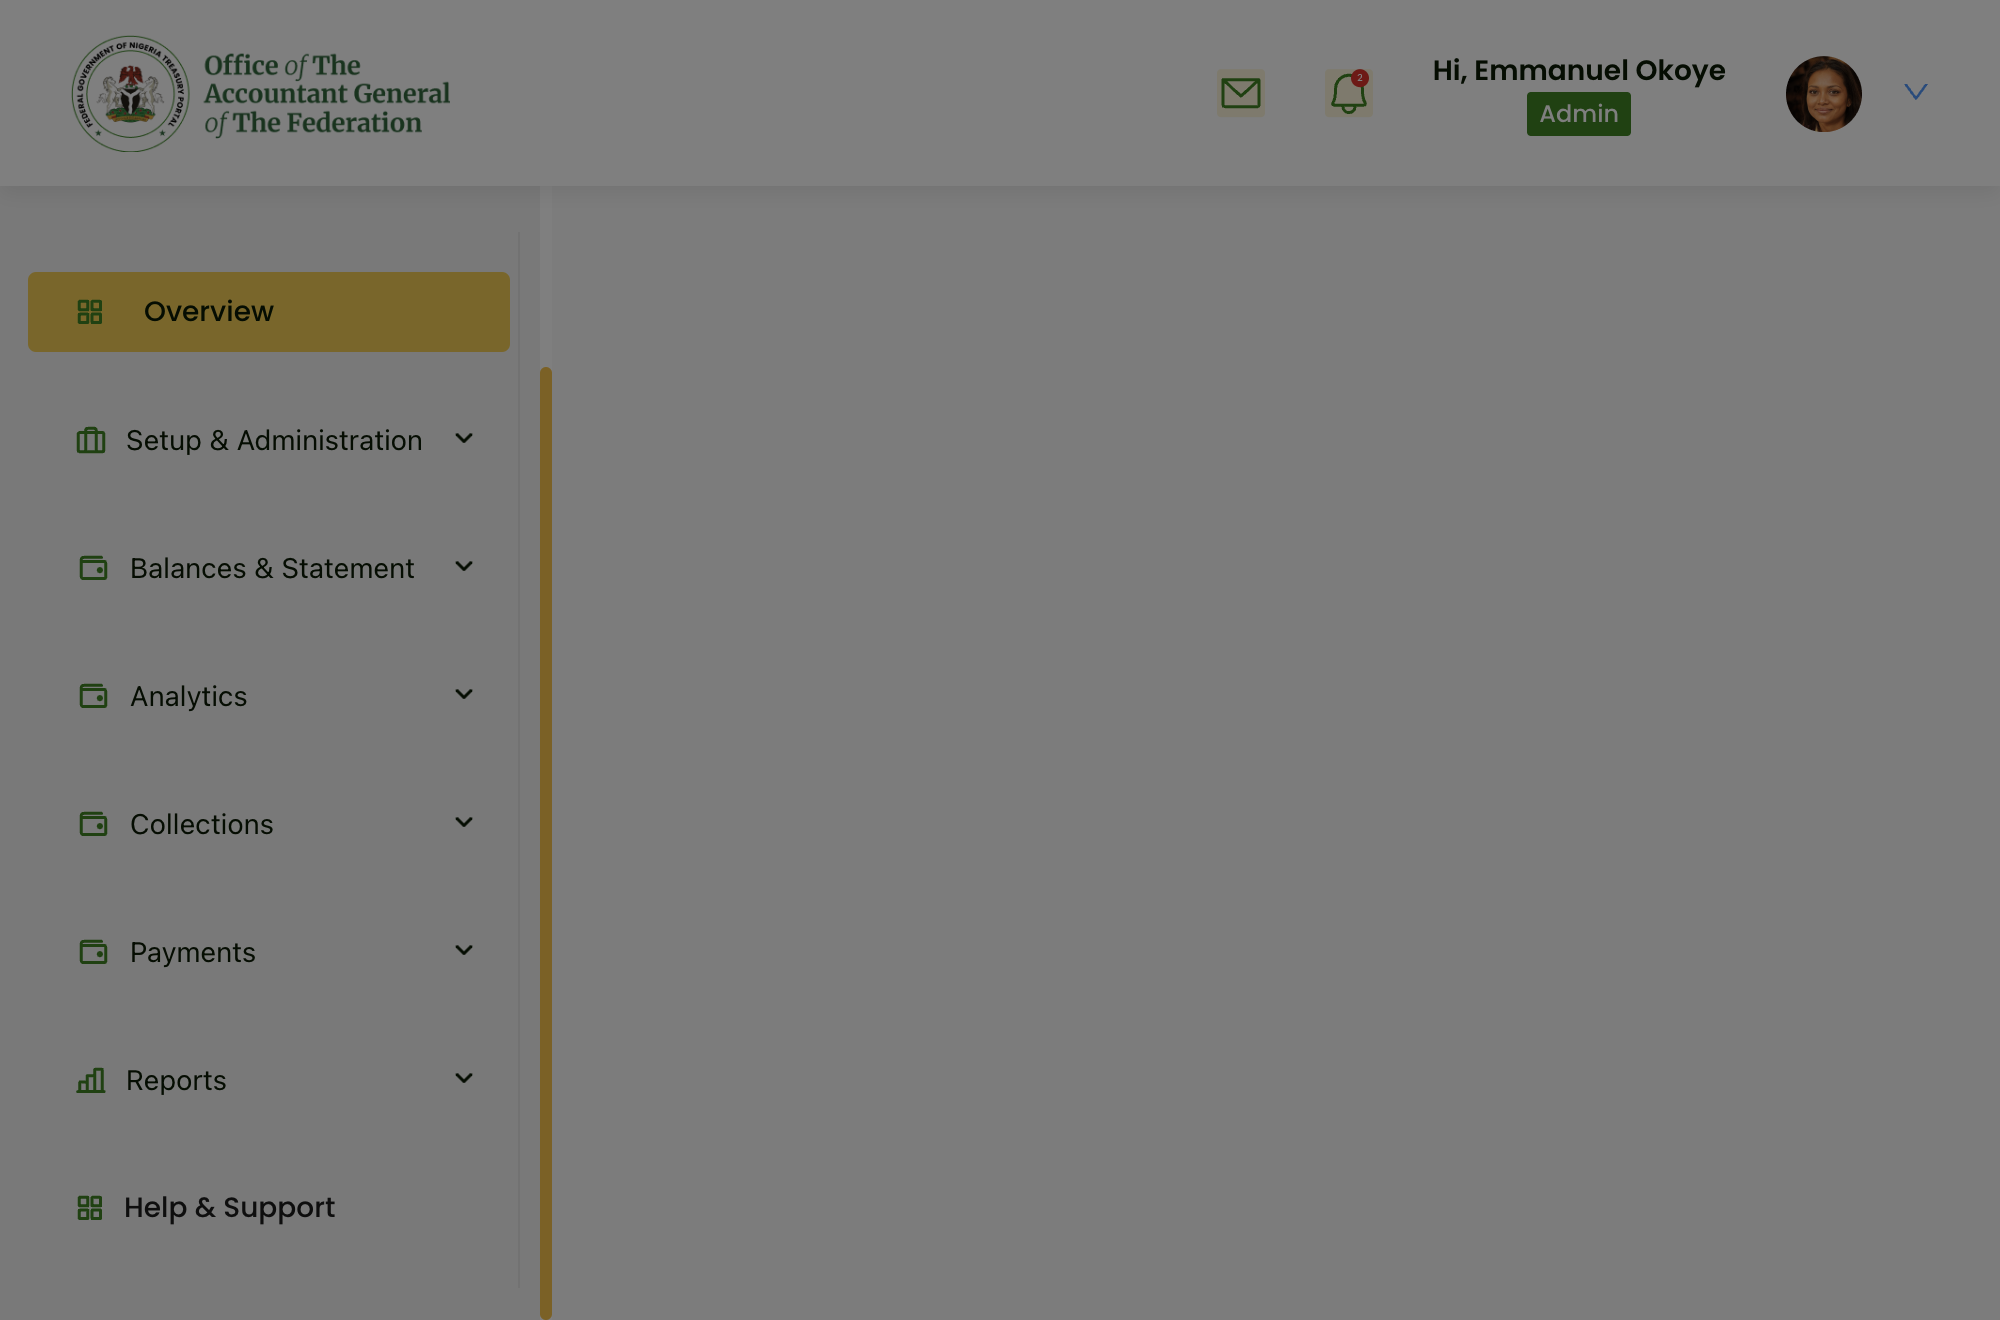 FEDERAL GOVERNMENT OF NIGERIA TREASURY PORTAL
Office of The
Accountant General
of The Federation
2
Hi, Emmanuel Okoye
Admin
Overview
Setup & Administration
Balances & Statement
Analytics
Collections
Payments
Reports
Help & Support